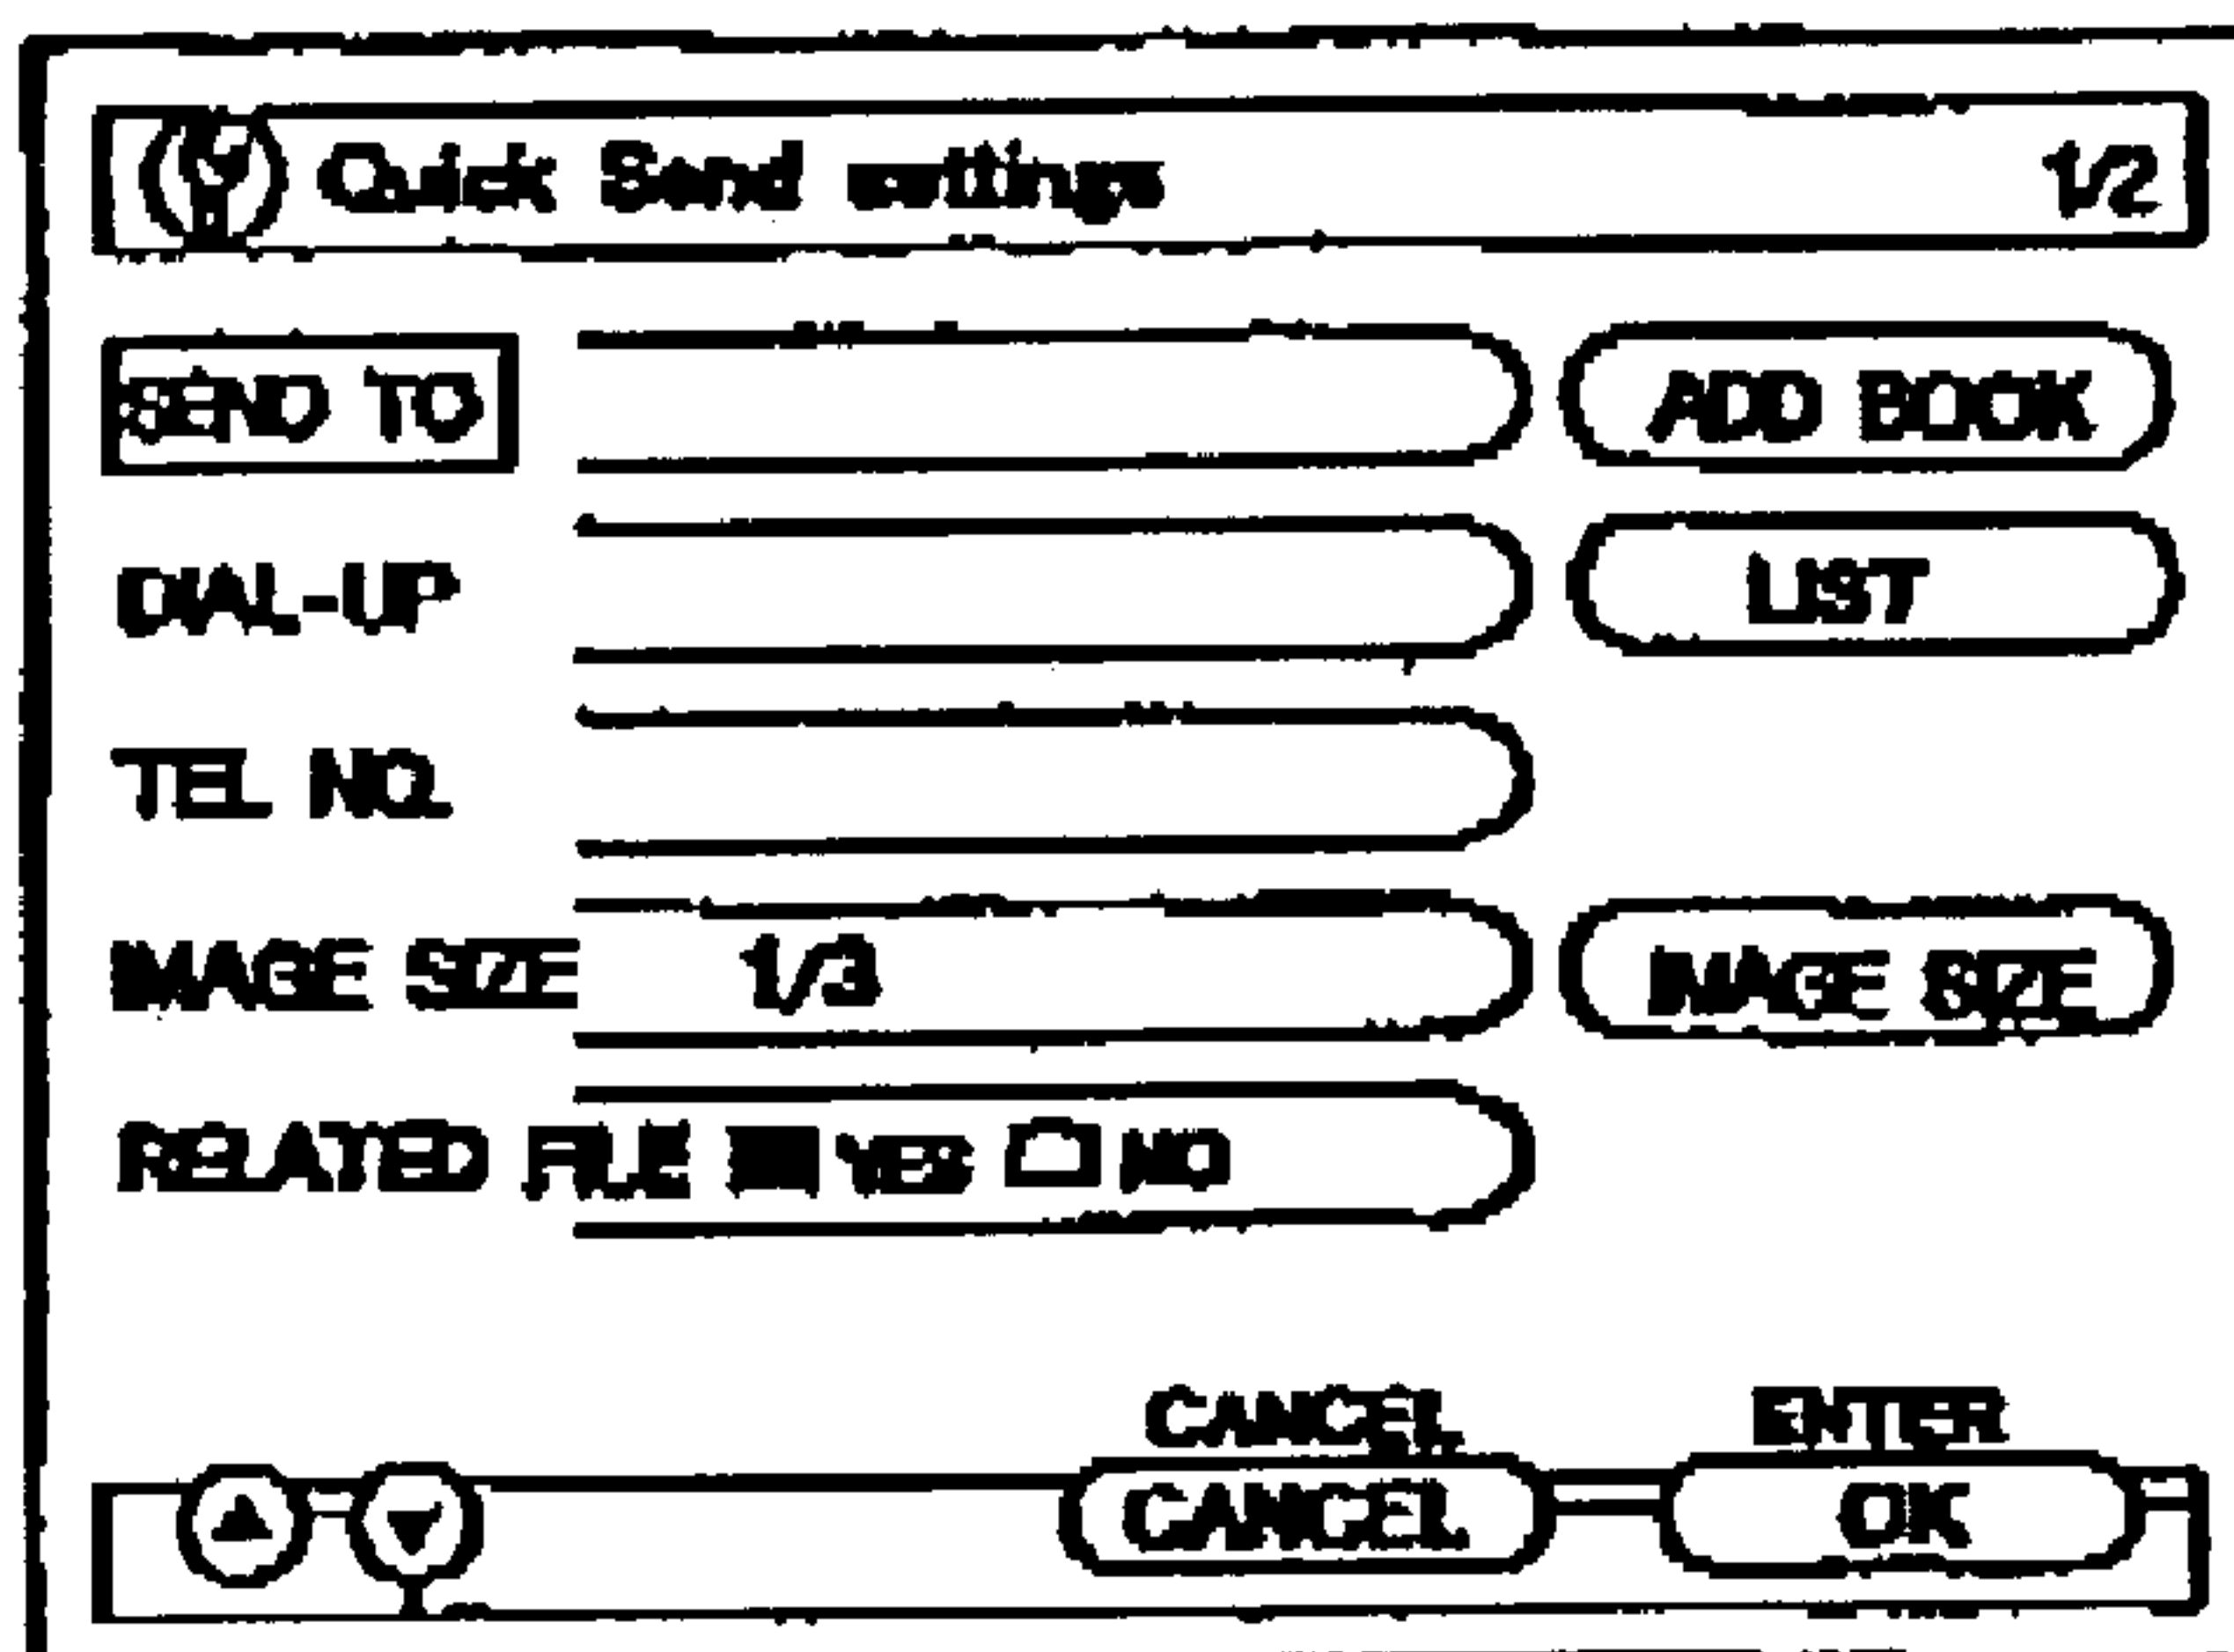 Quick Send settings 1/2
SEND TO ADD BOOK
DIAL-UP LIST
TEL NO.
IMAGE SIZE 1/3 IMAGE SIZE
RELATED FILE ■ YES □ NO
CANCEL ENTER
▲ ▼ CANCEL OK